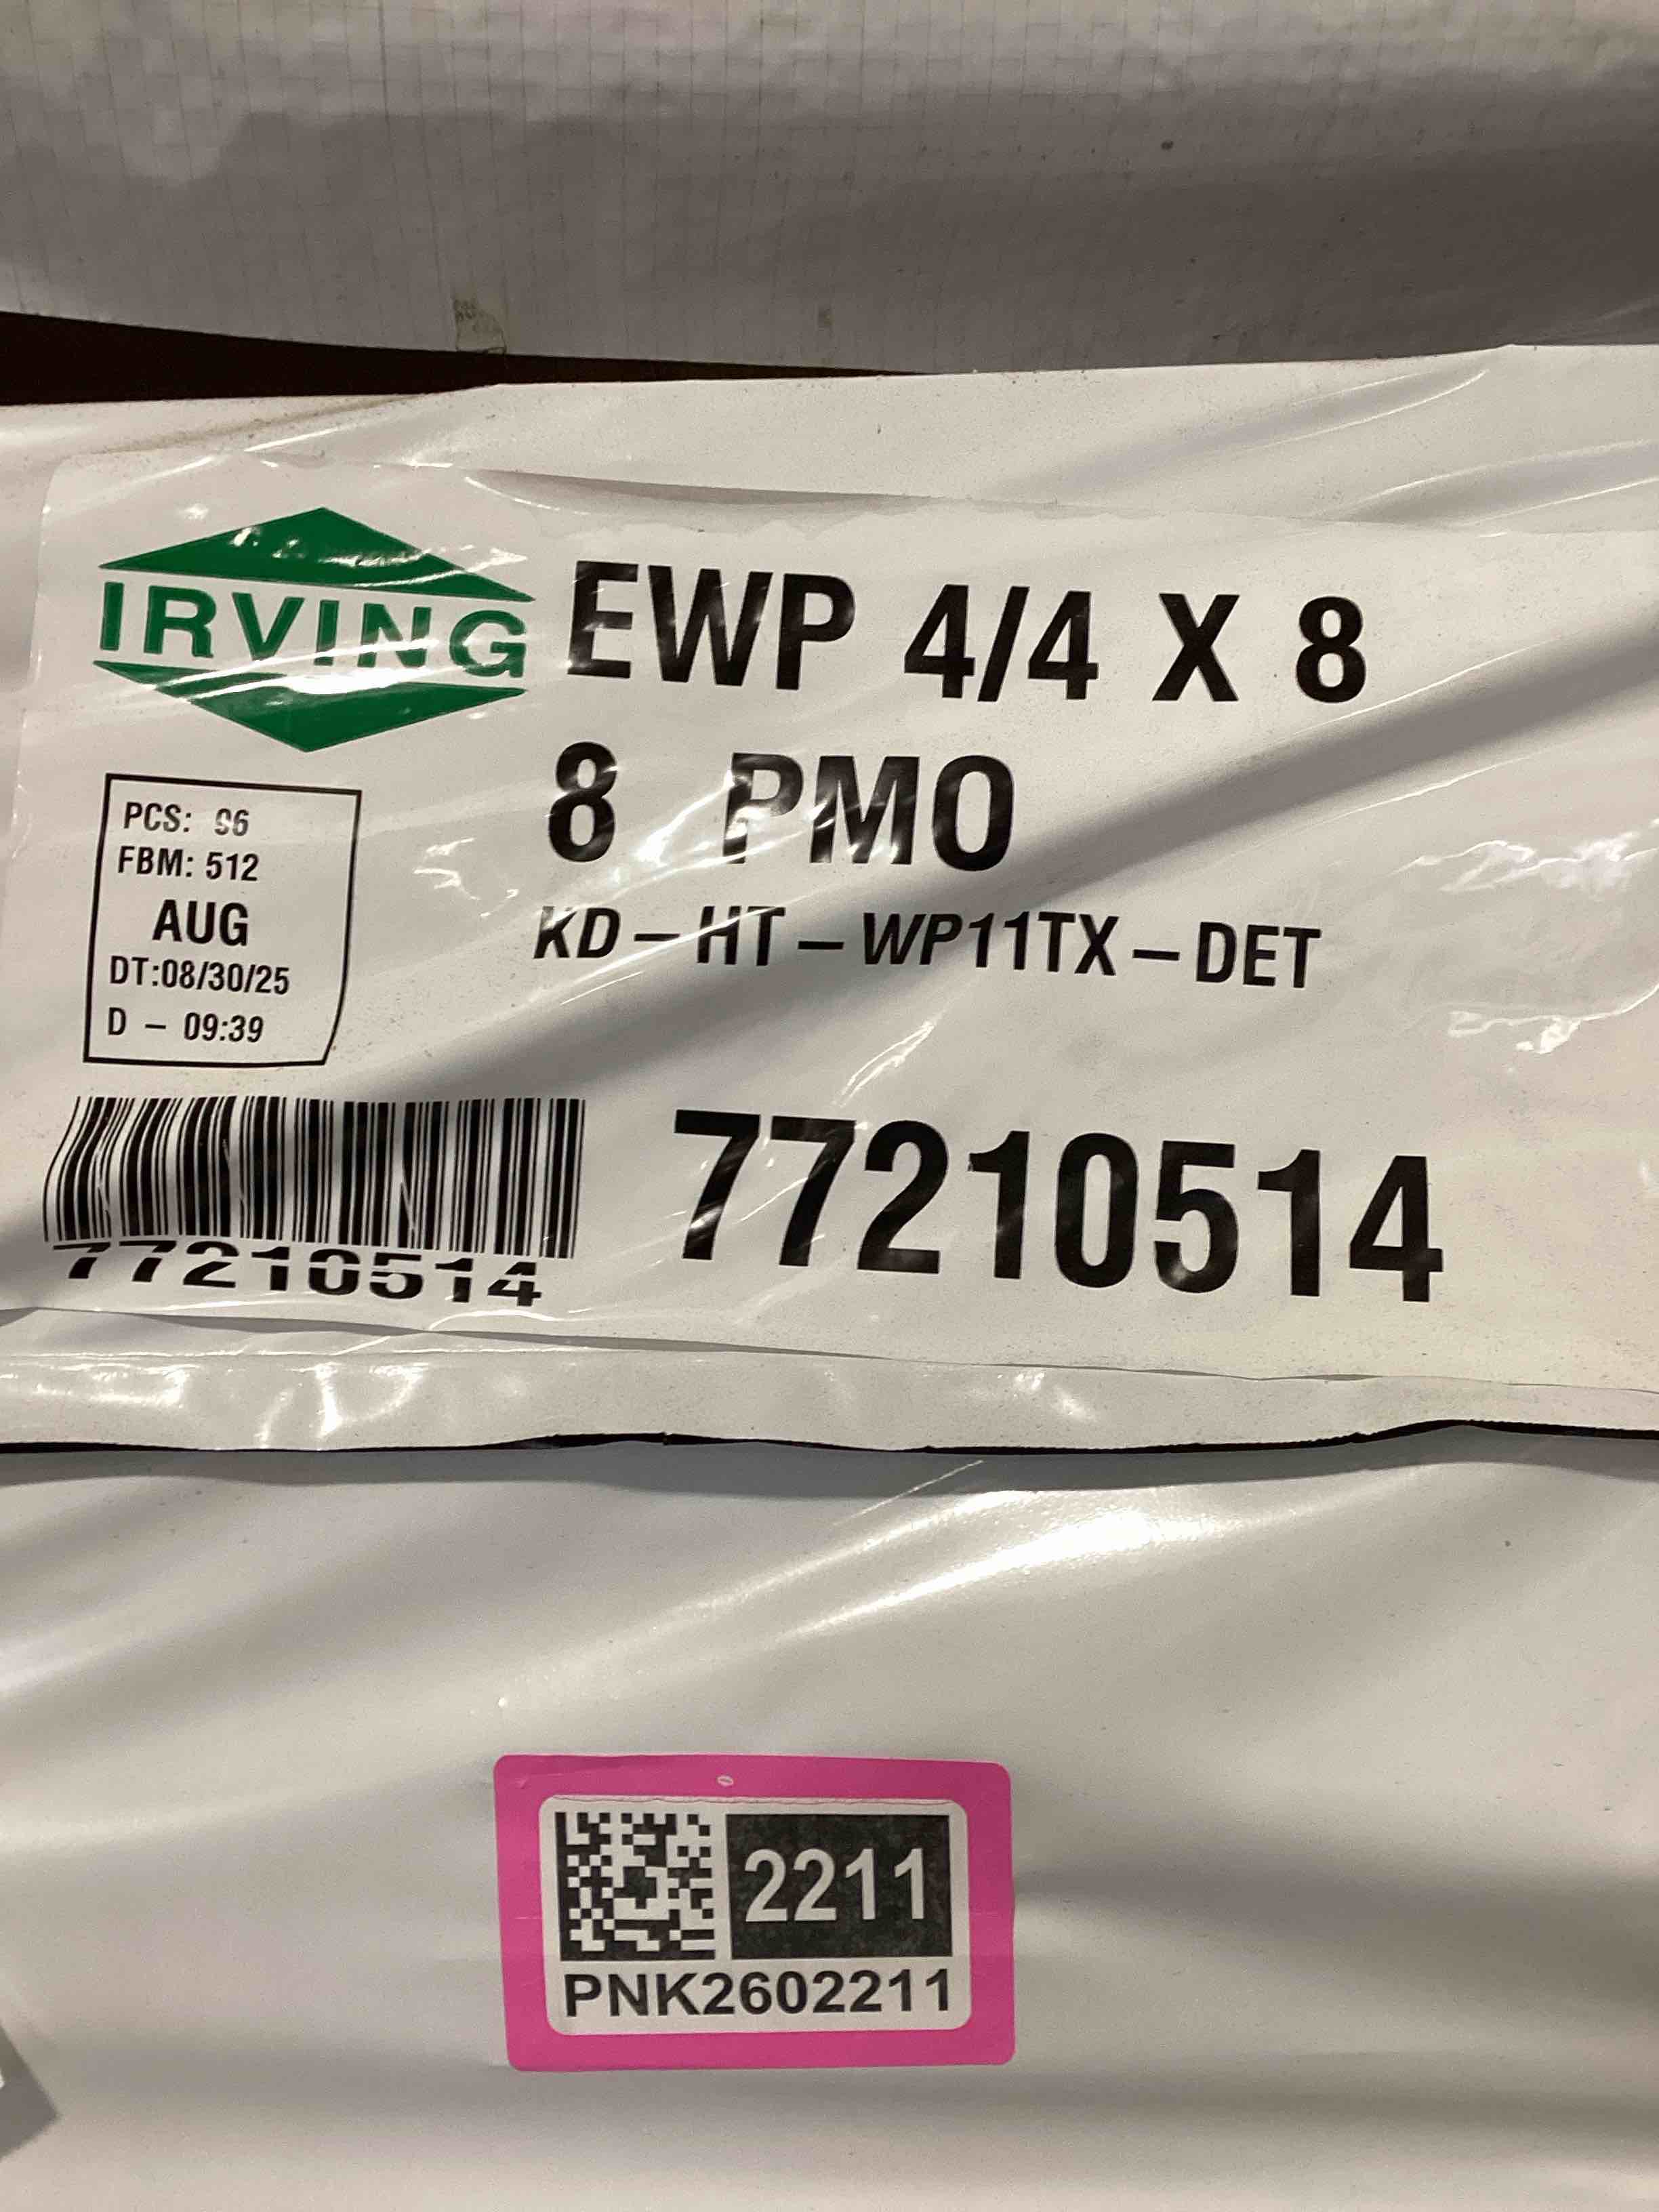 IRVING
EWP 4/4 X 8
8 PMO
KD – HT – WP11TX – DET
PCS: 96
FBM: 512
AUG
DT:08/30/25
D – 09:39
77210514
77210514
2211
PNK2602211